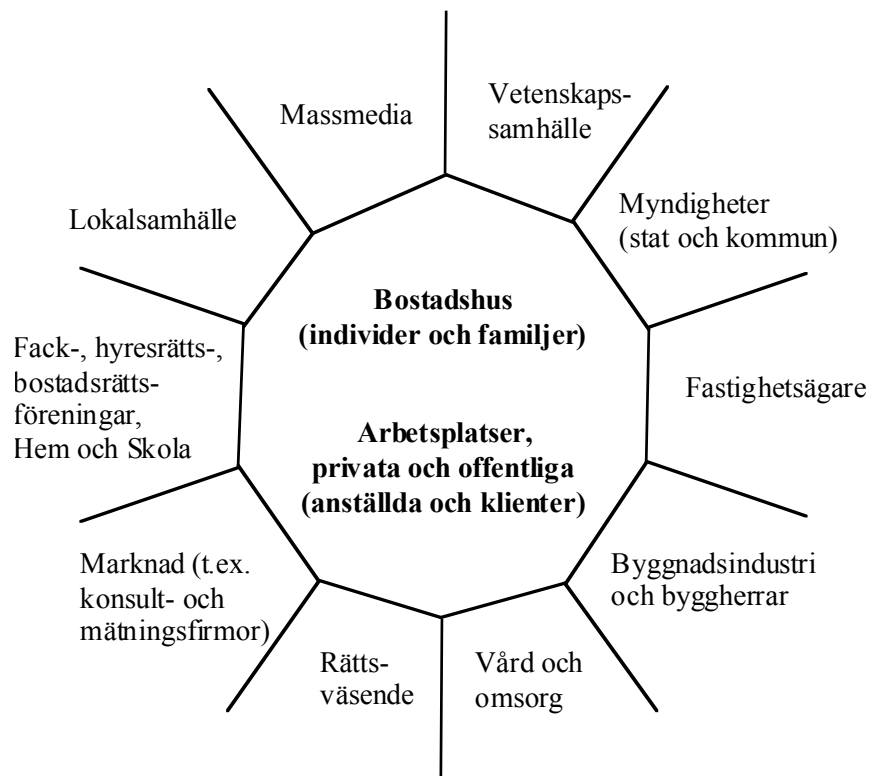 Massmedia
Vetenskaps-
samhälle
Myndigheter
(stat och kommun)
Lokalsamhälle
Bostadshus
(individer och familjer)
Fack-, hyresrätts-,
bostadsrätts-
föreningar,
Hem och Skola
Fastighetsägare
Arbetsplatser,
privata och offentliga
(anställda och klienter)
Marknad (t.ex.
konsult- och
mätningsfirmor)
Byggnadsindustri
och byggherrar
Rätts-
väsende
Vård och
omsorg